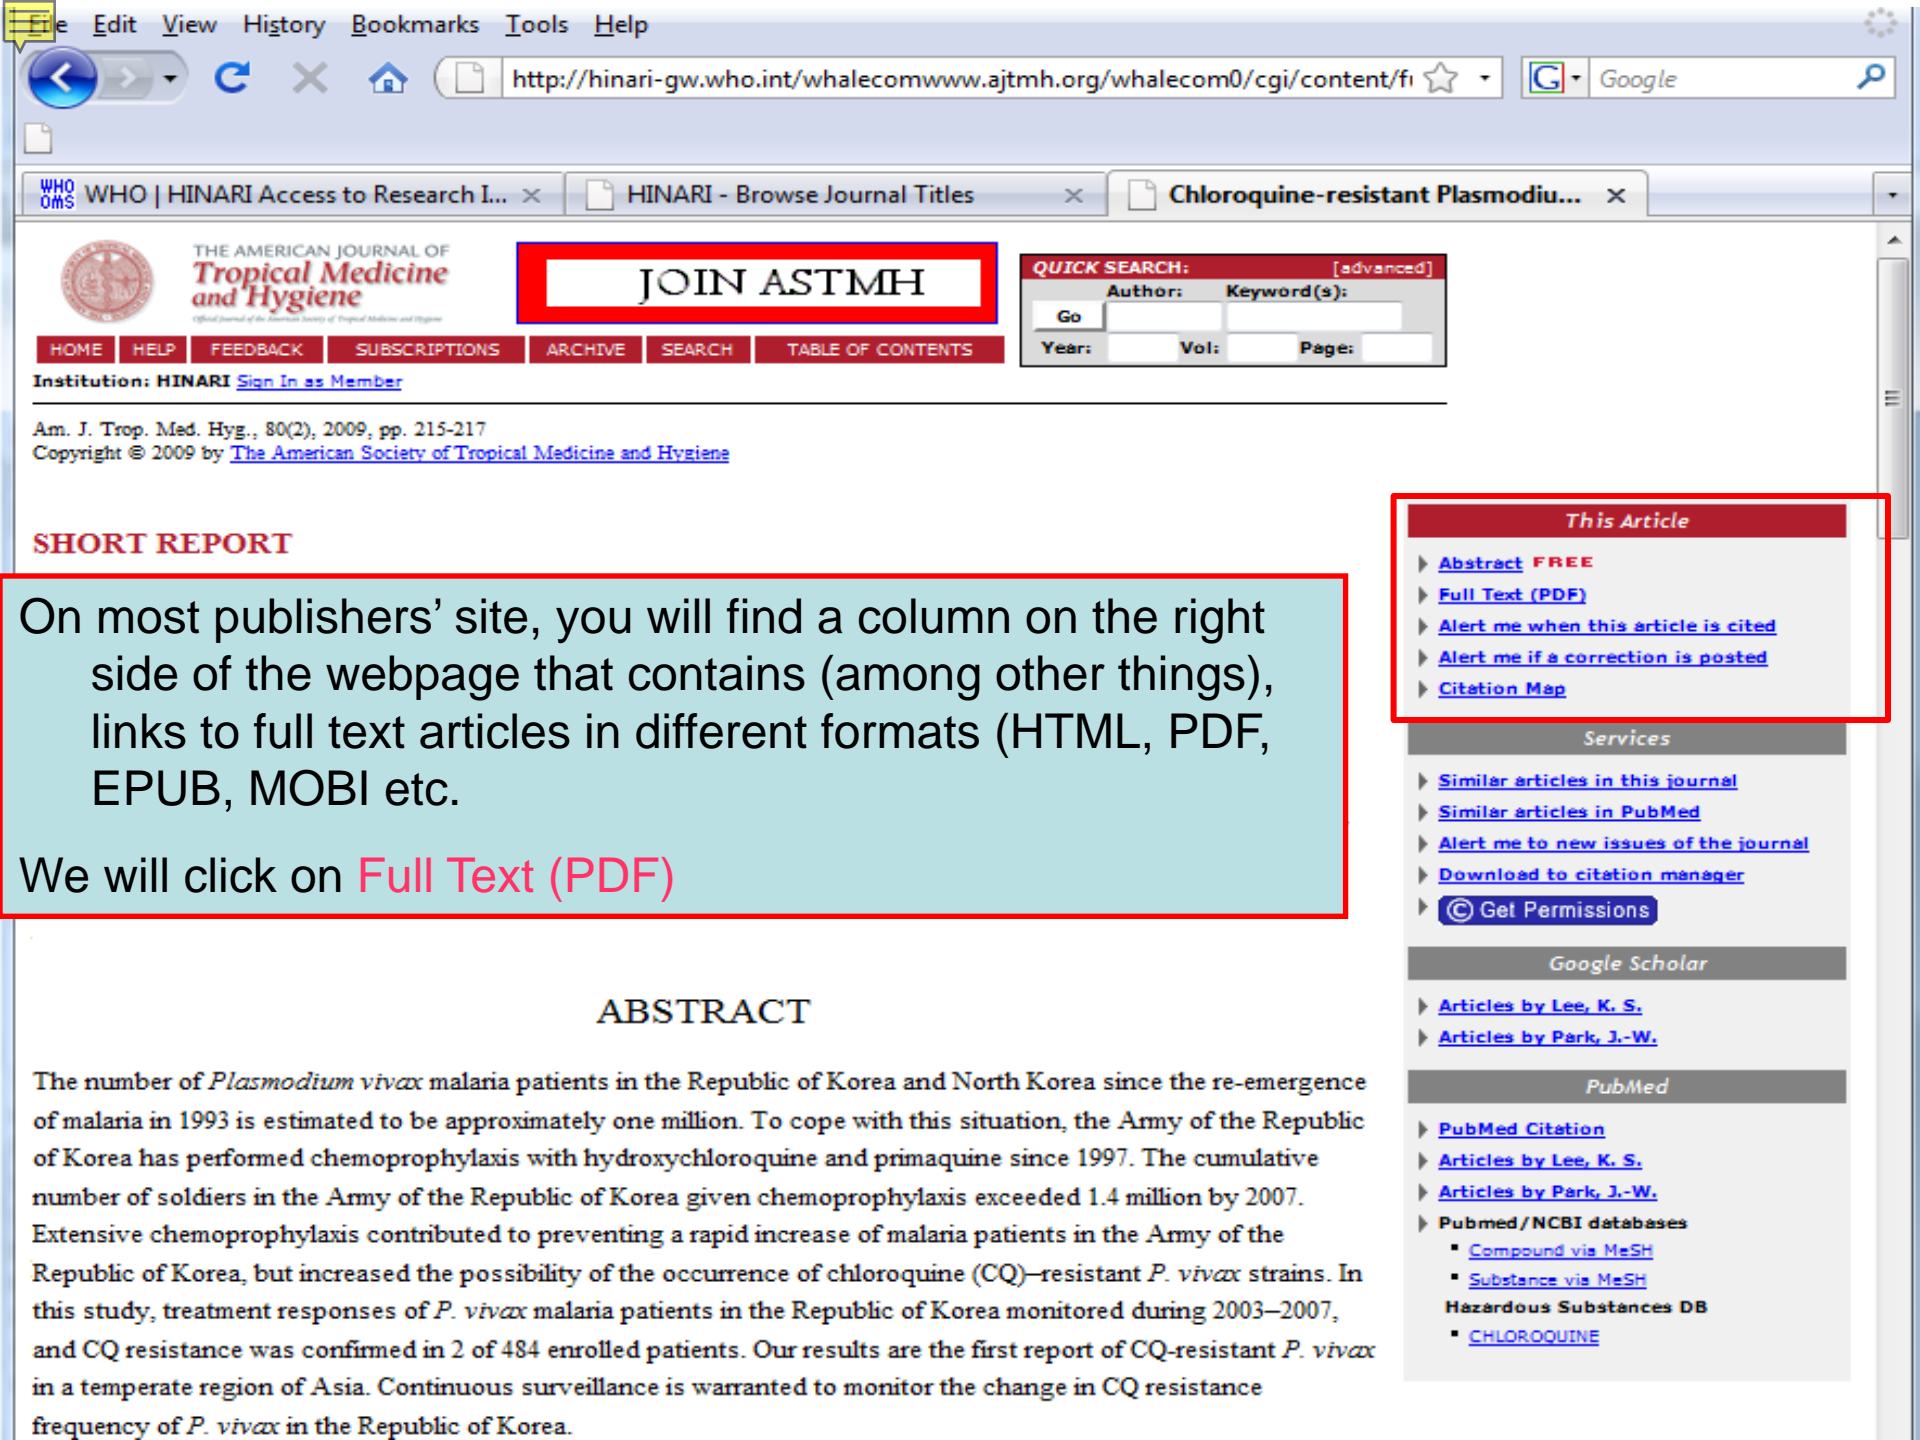 File Edit View History Bookmarks Tools Help
http://hinari-gw.who.int/whalecomwww.ajtmh.org/whalecom0/cgi/content/fu
Google
WHO OMS WHO | HINARI Access to Research I...
HINARI - Browse Journal Titles
Chloroquine-resistant Plasmodiu...
THE AMERICAN JOURNAL OF
Tropical Medicine
and Hygiene
Official Journal of the American Society of Tropical Medicine and Hygiene
JOIN ASTMH
QUICK SEARCH: [advanced]
Author: Keyword(s):
Go
Year: Vol: Page:
HOME HELP FEEDBACK SUBSCRIPTIONS ARCHIVE SEARCH TABLE OF CONTENTS
Institution: HINARI Sign In as Member
Am. J. Trop. Med. Hyg., 80(2), 2009, pp. 215-217
Copyright © 2009 by The American Society of Tropical Medicine and Hygiene
SHORT REPORT
On most publishers’ site, you will find a column on the right
side of the webpage that contains (among other things),
links to full text articles in different formats (HTML, PDF,
EPUB, MOBI etc.
We will click on Full Text (PDF)
ABSTRACT
The number of Plasmodium vivax malaria patients in the Republic of Korea and North Korea since the re-emergence
of malaria in 1993 is estimated to be approximately one million. To cope with this situation, the Army of the Republic
of Korea has performed chemoprophylaxis with hydroxychloroquine and primaquine since 1997. The cumulative
number of soldiers in the Army of the Republic of Korea given chemoprophylaxis exceeded 1.4 million by 2007.
Extensive chemoprophylaxis contributed to preventing a rapid increase of malaria patients in the Army of the
Republic of Korea, but increased the possibility of the occurrence of chloroquine (CQ)–resistant P. vivax strains. In
this study, treatment responses of P. vivax malaria patients in the Republic of Korea monitored during 2003–2007,
and CQ resistance was confirmed in 2 of 484 enrolled patients. Our results are the first report of CQ-resistant P. vivax
in a temperate region of Asia. Continuous surveillance is warranted to monitor the change in CQ resistance
frequency of P. vivax in the Republic of Korea.
This Article
Abstract FREE
Full Text (PDF)
Alert me when this article is cited
Alert me if a correction is posted
Citation Map
Services
Similar articles in this journal
Similar articles in PubMed
Alert me to new issues of the journal
Download to citation manager
© Get Permissions
Google Scholar
Articles by Lee, K. S.
Articles by Park, J.-W.
PubMed
PubMed Citation
Articles by Lee, K. S.
Articles by Park, J.-W.
Pubmed/NCBI databases
Compound via MeSH
Substance via MeSH
Hazardous Substances DB
CHLOROQUINE